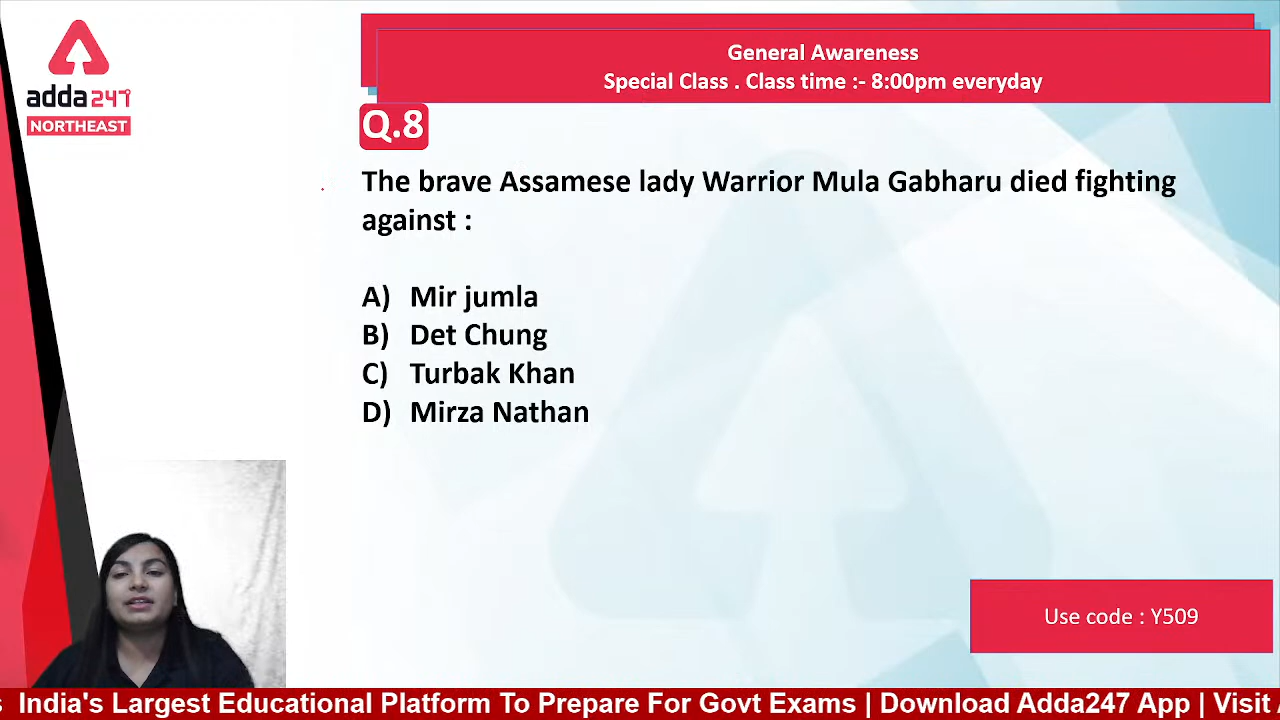 adda247
NORTHEAST
General Awareness
Special Class . Class time :- 8:00pm everyday
Q.8
The brave Assamese lady Warrior Mula Gabharu died fighting
against :
A) Mir jumla
B) Det Chung
C) Turbak Khan
D) Mirza Nathan
Use code : Y509
s India's Largest Educational Platform To Prepare For Govt Exams | Download Adda247 App | Visit